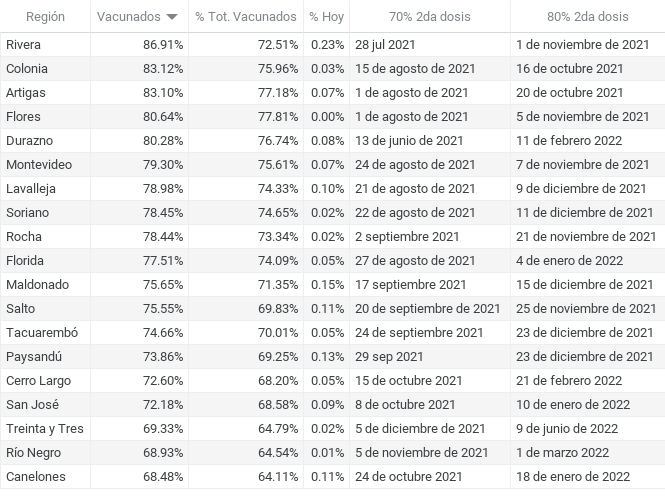 Región Vacunados % Tot. Vacunados % Hoy 70% 2da dosis 80% 2da dosis
Rivera 86.91% 72.51% 0.23% 28 jul 2021 1 de noviembre de 2021
Colonia 83.12% 75.96% 0.03% 15 de agosto de 2021 16 de octubre 2021
Artigas 83.10% 77.18% 0.07% 1 de agosto de 2021 20 de octubre 2021
Flores 80.64% 77.81% 0.00% 1 de agosto de 2021 5 de noviembre de 2021
Durazno 80.28% 76.74% 0.08% 13 de junio de 2021 11 de febrero 2022
Montevideo 79.30% 75.61% 0.07% 24 de agosto de 2021 7 de noviembre de 2021
Lavalleja 78.98% 74.33% 0.10% 21 de agosto de 2021 9 de diciembre de 2021
Soriano 78.45% 74.65% 0.02% 22 de agosto de 2021 11 de diciembre de 2021
Rocha 78.44% 73.34% 0.02% 2 septiembre 2021 21 de noviembre de 2021
Florida 77.51% 74.09% 0.05% 27 de agosto de 2021 4 de enero de 2022
Maldonado 75.65% 71.35% 0.15% 17 septiembre 2021 15 de diciembre de 2021
Salto 75.55% 69.83% 0.11% 20 de septiembre de 2021 25 de noviembre de 2021
Tacuarembó 74.66% 70.01% 0.05% 24 de septiembre 2021 23 de diciembre de 2021
Paysandú 73.86% 69.25% 0.13% 29 sep 2021 23 de diciembre de 2021
Cerro Largo 72.60% 68.20% 0.05% 15 de octubre 2021 21 de febrero 2022
San José 72.18% 68.58% 0.09% 8 de octubre 2021 10 de enero de 2022
Treinta y Tres 69.33% 64.79% 0.02% 5 de diciembre de 2021 9 de junio de 2022
Río Negro 68.93% 64.54% 0.01% 5 de noviembre de 2021 1 de marzo 2022
Canelones 68.48% 64.11% 0.11% 24 de octubre 2021 18 de enero de 2022